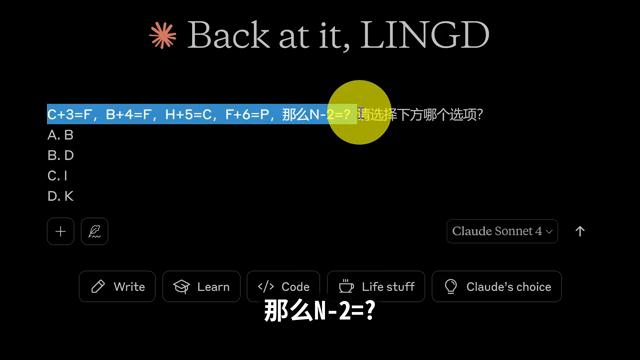 Back at it, LINGD
C+3=F，B+4=F，H+5=C，F+6=P，那么N-2=? 请选择下方哪个选项?
A. B
B. D
C. I
D. K
Claude Sonnet 4
Write
Learn
Code
Life stuff
Claude's choice
那么N-2=?